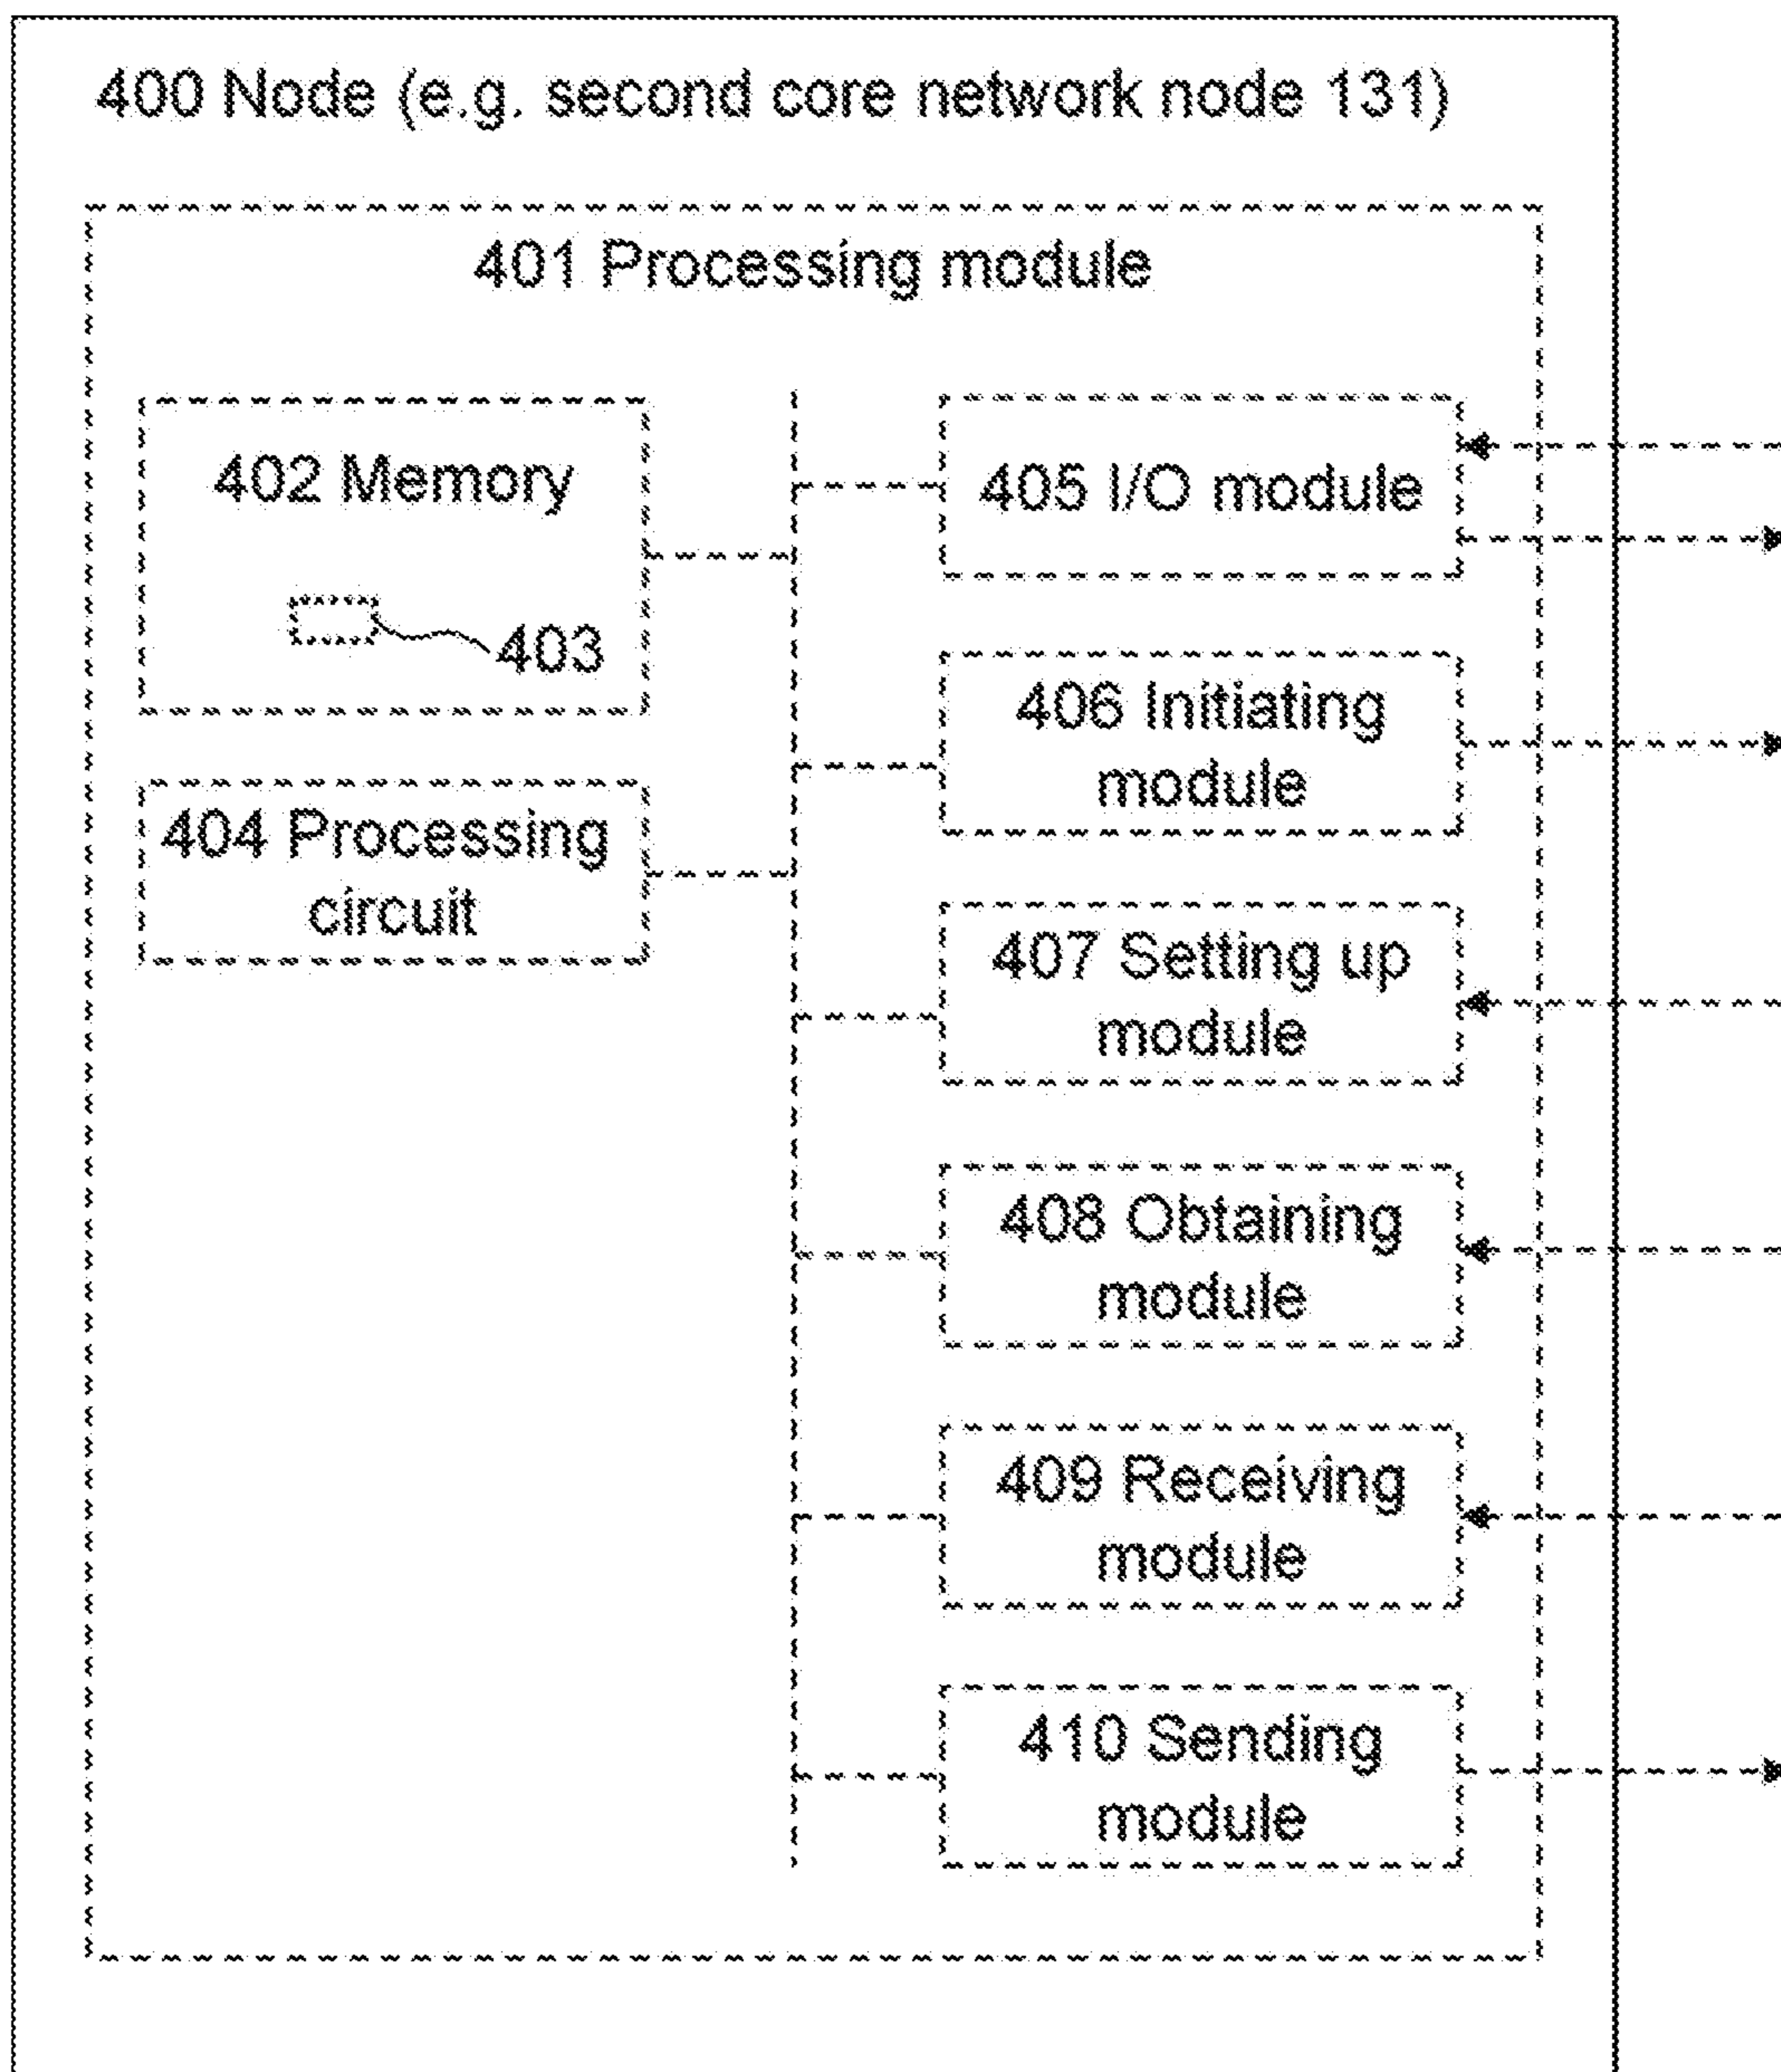 400 Node (e.g. second core network node 131)
401 Processing module
402 Memory
403
404 Processing
circuit
405 I/O module
406 Initiating
module
407 Setting up
module
408 Obtaining
module
409 Receiving
module
410 Sending
module